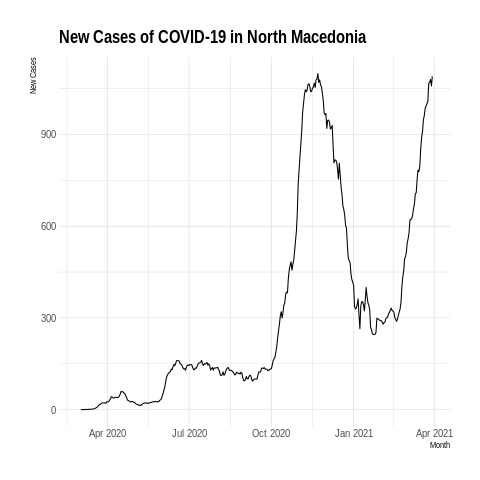 New Cases of COVID-19 in North Macedonia
New Cases
900
600
300
0
Apr 2020 Jul 2020 Oct 2020 Jan 2021 Apr 2021
Month